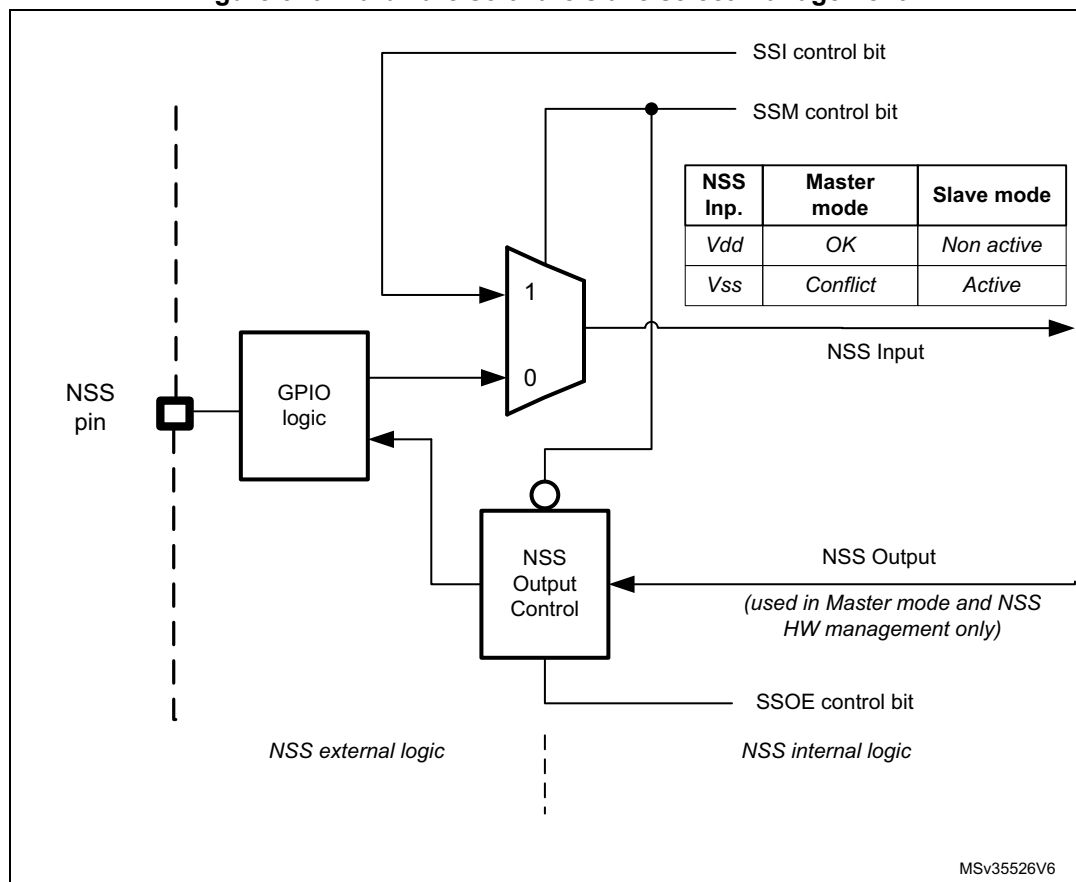 SSI control bit
SSM control bit
NSS Inp. Master mode Slave mode
Vdd OK Non active
Vss Conflict Active
1
0
NSS Input
NSS
pin
GPIO
logic
NSS
Output
Control
NSS Output
(used in Master mode and NSS
HW management only)
SSOE control bit
NSS external logic
NSS internal logic
MSv35526V6